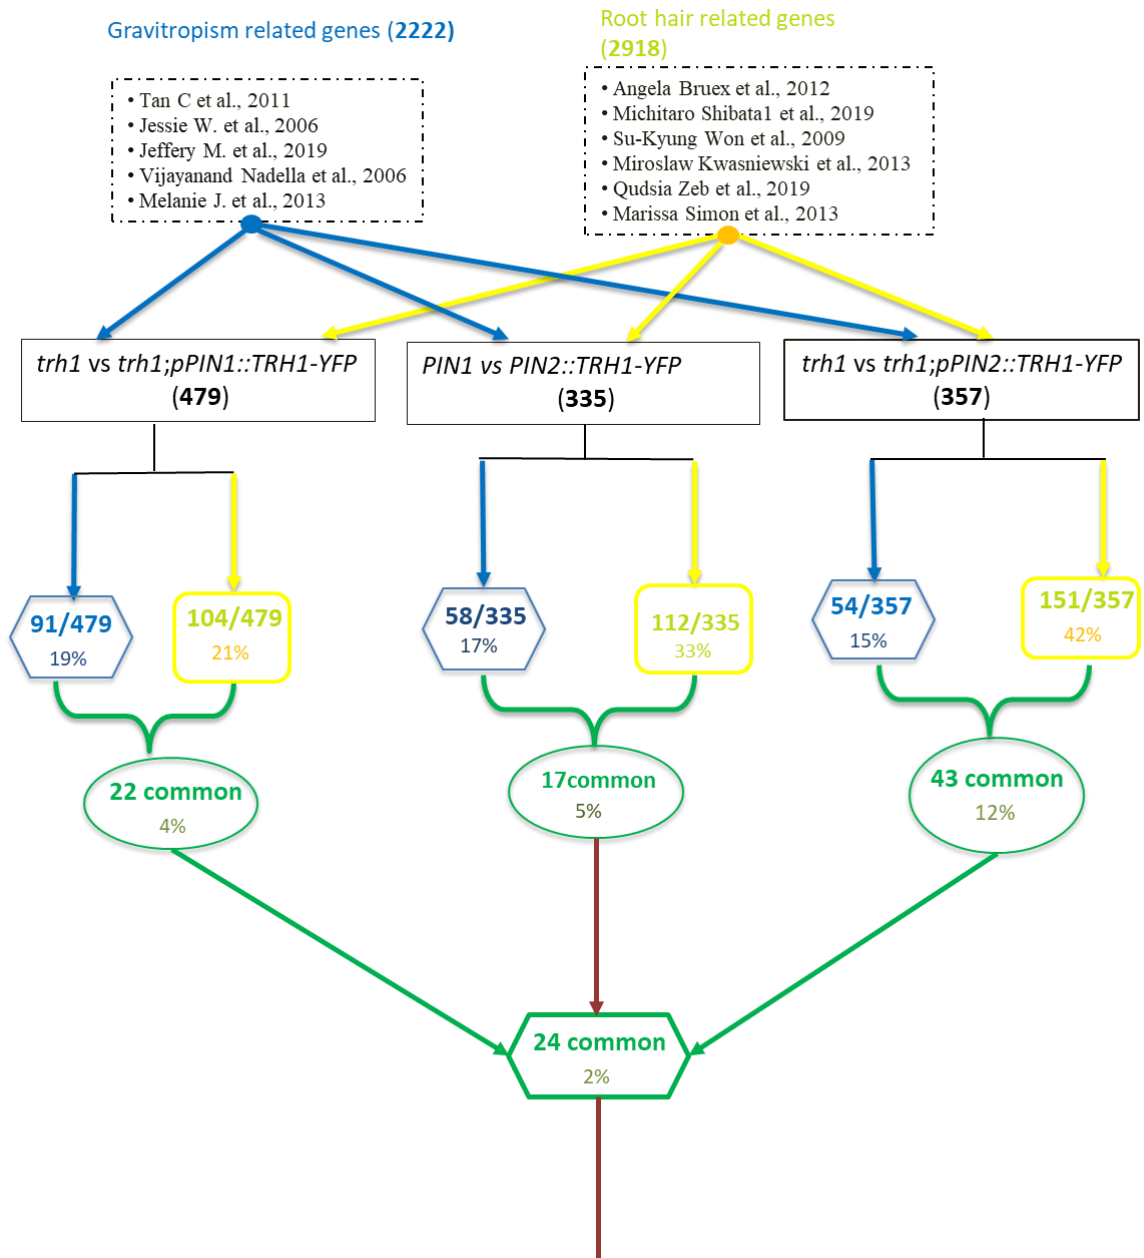 Gravitropism related genes (2222)
Root hair related genes
(2918)
• Tan C et al., 2011
• Jessie W. et al., 2006
• Jeffery M. et al., 2019
• Vijayanand Nadella et al., 2006
• Melanie J. et al., 2013
• Angela Bruex et al., 2012
• Michitaro Shibata1 et al., 2019
• Su-Kyung Won et al., 2009
• Miroslaw Kwasniewski et al., 2013
• Qudsia Zeb et al., 2019
• Marissa Simon et al., 2013
trh1 vs trh1;pPIN1::TRH1-YFP
(479)
PIN1 vs PIN2::TRH1-YFP
(335)
trh1 vs trh1;pPIN2::TRH1-YFP
(357)
91/479
19%
104/479
21%
58/335
17%
112/335
33%
54/357
15%
151/357
42%
22 common
4%
17common
5%
43 common
12%
24 common
2%